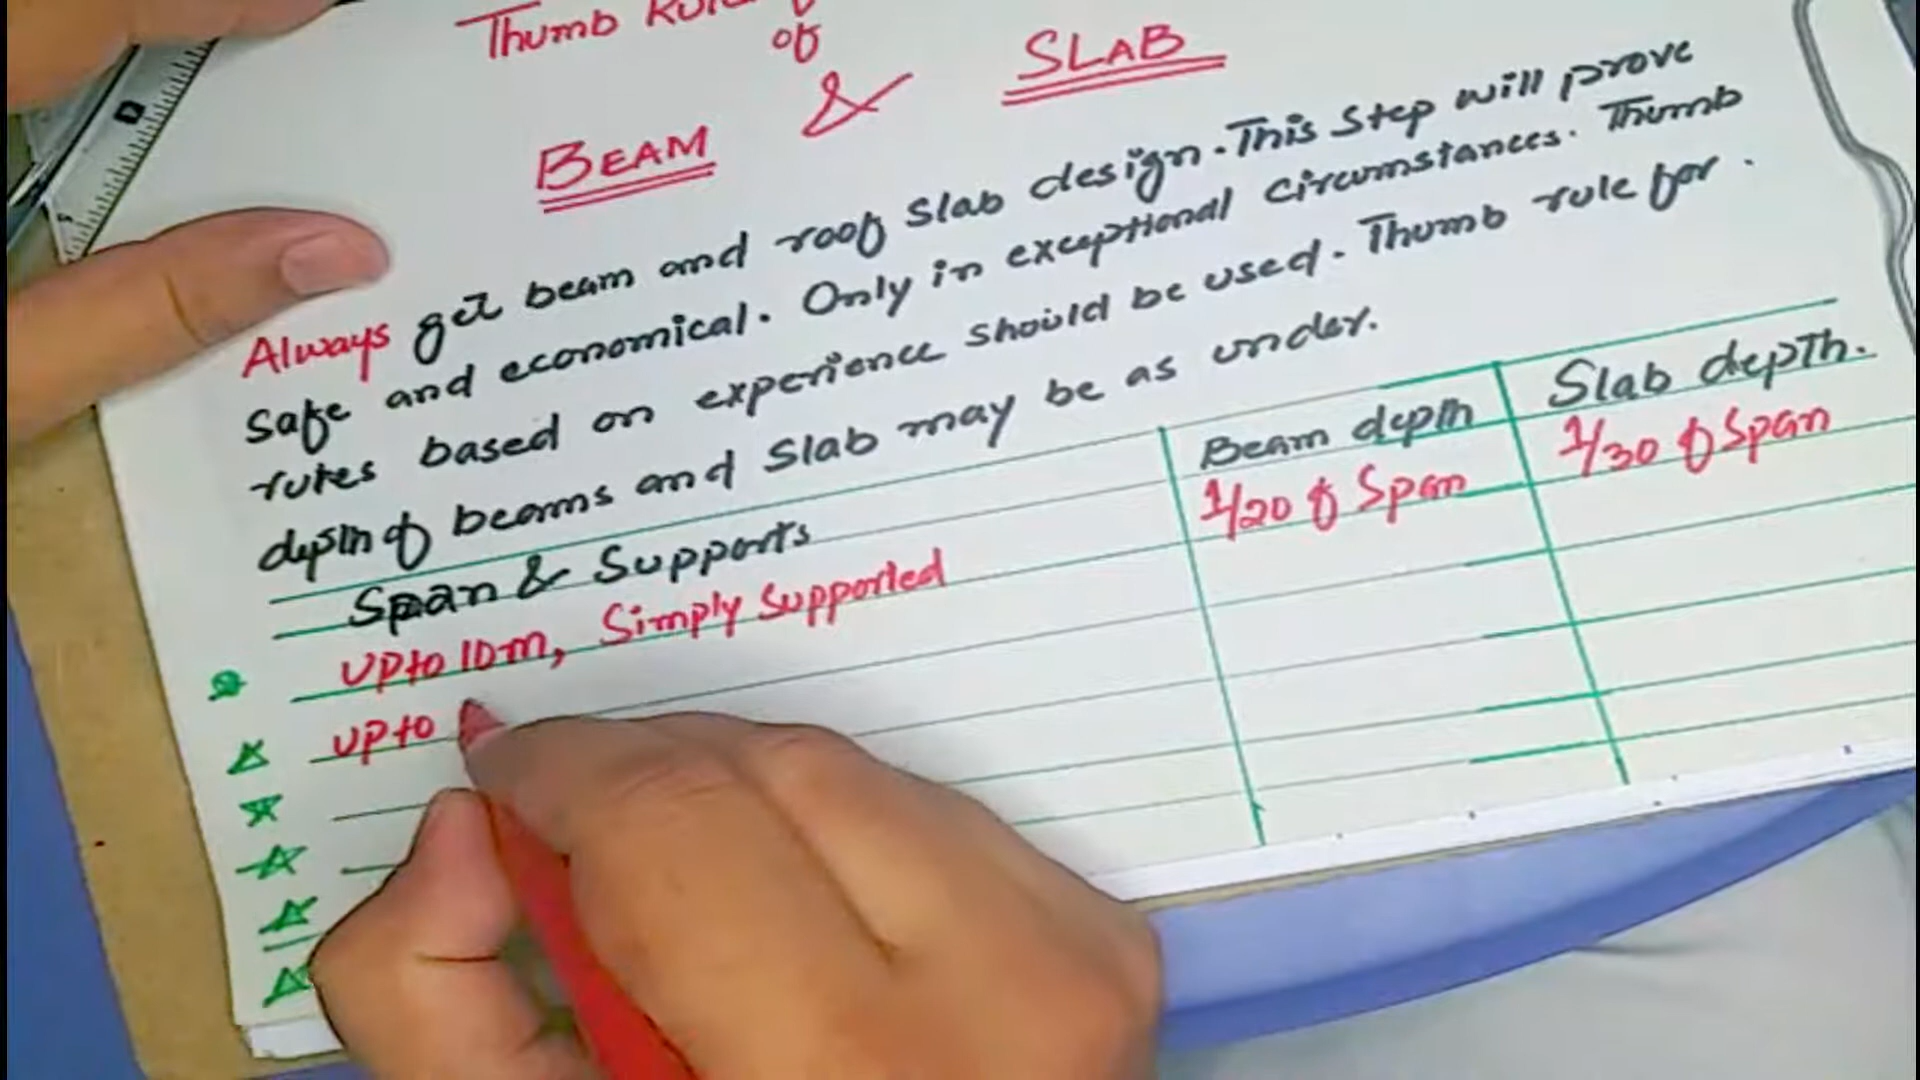 Thumb
of
BEAM & SLAB
Always get beam and roof Slab design. This Step will prove
Safe and economical. Only in exceptional circumstances. Thumb
rules based on experience should be used. Thumb rule for.
depth of beams and Slab may be as under.
Span & Supports Beam depth Slab depth.
UPto 10m, Simply Supported 1/20 of Span 1/30 of Span
UPto